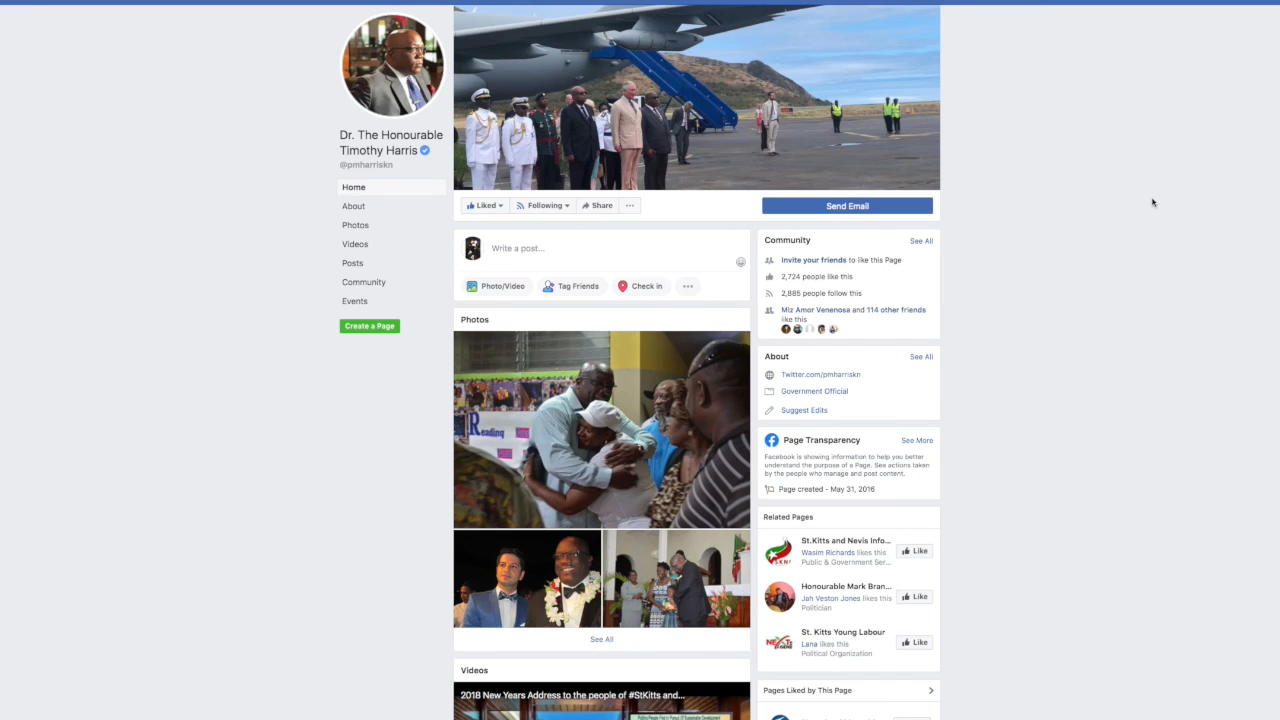 Dr. The Honourable
Timothy Harris
@pmharriskn
Home
About
Photos
Videos
Posts
Community
Events
Create a Page
Liked
Following
Share
Send Email
Write a post...
Photo/Video
Tag Friends
Check in
Photos
Reading
See All
Videos
2018 New Years Address to the people of #StKitts and...
Community
See All
Invite your friends to like this Page
2,724 people like this
2,885 people follow this
Miz Amor Venenosa and 114 other friends
like this
About
See All
Twitter.com/pmharriskn
Government Official
Suggest Edits
Page Transparency
See More
Facebook is showing information to help you better
understand the purpose of a Page. See actions taken
by the people who manage and post content.
Page created - May 31, 2016
Related Pages
St.Kitts and Nevis Info...
Wasim Richards likes this
Public & Government Ser...
Like
Honourable Mark Bran...
Jah Veston Jones likes this
Politician
Like
St. Kitts Young Labour
Lana likes this
Political Organization
Like
Pages Liked by This Page